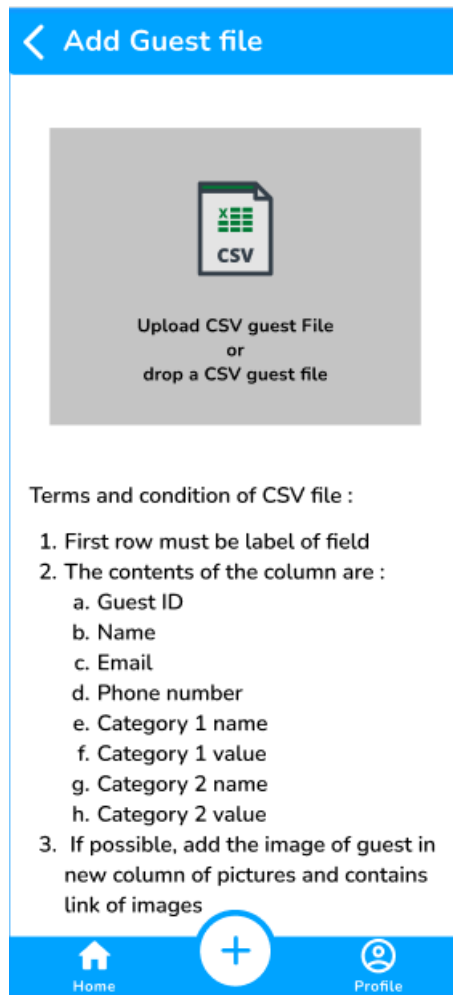 Add Guest file
X
CSV
Upload CSV guest File
or
drop a CSV guest file
Terms and condition of CSV file :
1. First row must be label of field
2. The contents of the column are :
a. Guest ID
b. Name
c. Email
d. Phone number
e. Category 1 name
f. Category 1 value
g. Category 2 name
h. Category 2 value
3. If possible, add the image of guest in
new column of pictures and contains
link of images
Home
Profile